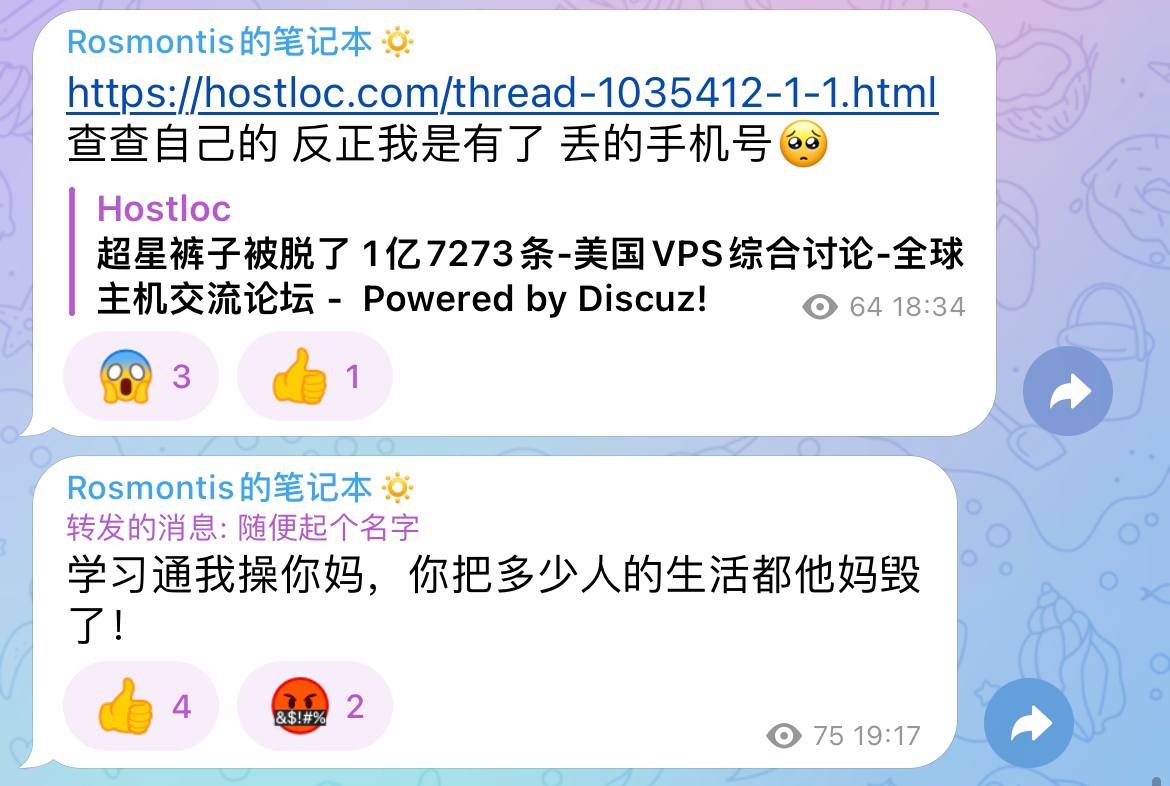 Rosmontis的笔记本🔅
https://hostloc.com/thread-1035412-1-1.html
查查自己的 反正我是有了 丢的手机号🥺
Hostloc
超星裤子被脱了 1亿7273条-美国VPS综合讨论-全球
主机交流论坛 - Powered by Discuz!
64 18:34
😱 3 👍 1
Rosmontis的笔记本🔅
转发的消息: 随便起个名字
学习通我操你妈，你把多少人的生活都他妈毁
了！
👍 4 🤬 2
75 19:17